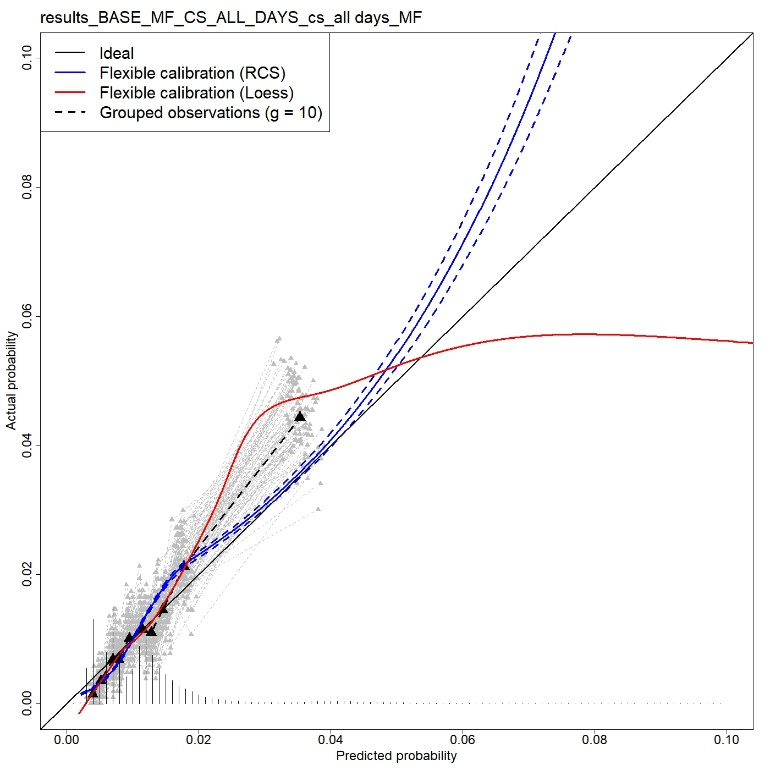 results_BASE_MF_CS_ALL_DAYS_cs_all days_MF
Ideal
Flexible calibration (RCS)
Flexible calibration (Loess)
Grouped observations (g = 10)
Actual probability
0.10
0.08
0.06
0.04
0.02
0.00
0.00 0.02 0.04 0.06 0.08 0.10
Predicted probability